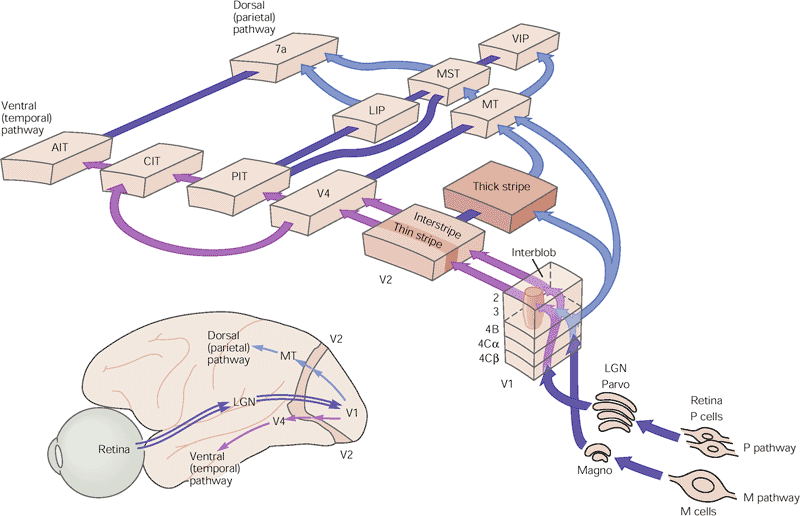 Dorsal
(parietal)
pathway
7a
VIP
MST
LIP
MT
Ventral
(temporal)
pathway
AIT
CIT
PIT
V4
Thick stripe
Interstripe
Thin stripe
V2
Interblob
2
3
4B
4Cα
4Cβ
V1
LGN
Parvo
Retina
P cells
P pathway
Magno
M cells
M pathway
Dorsal
(parietal)
pathway
MT
V2
LGN
V1
V4
Retina
Ventral
(temporal)
pathway
V2